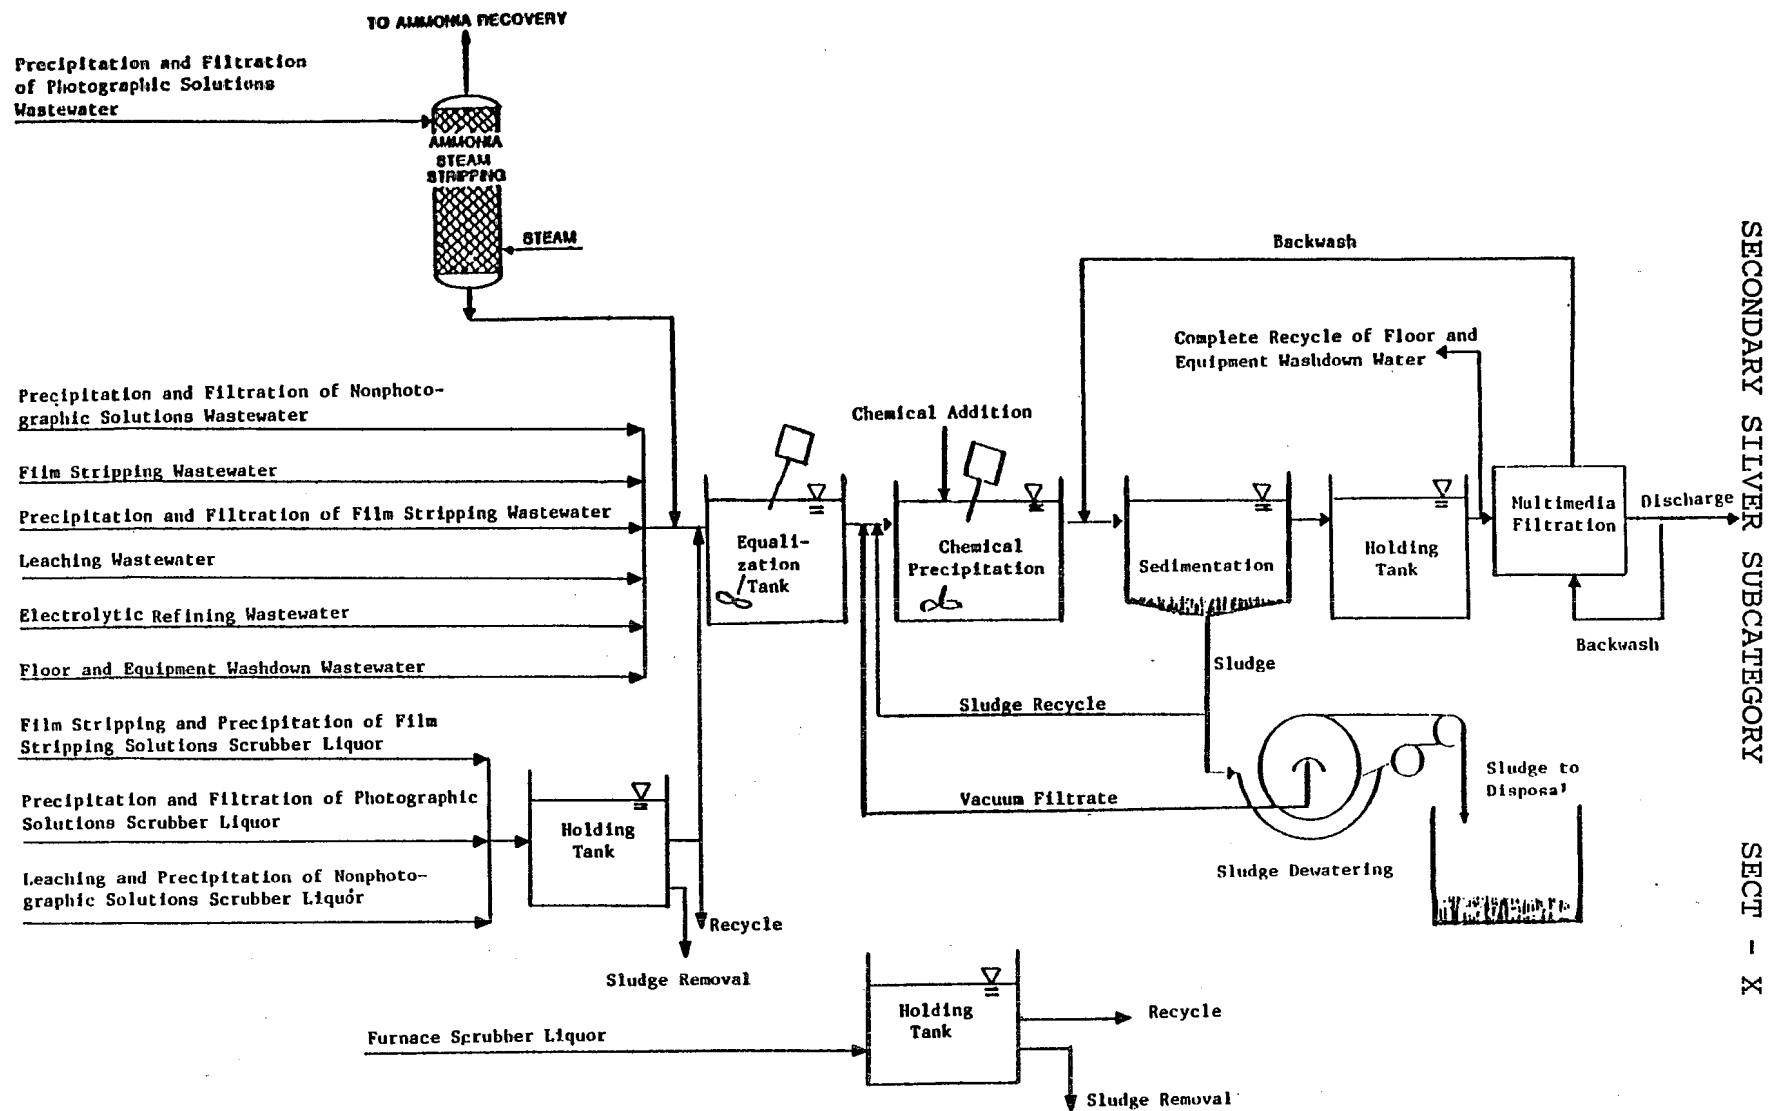 TO AMMONIA RECOVERY
Precipitation and Filtration
of Photographic Solutions
Wastewater
AMMONIA
STEAM
STRIPPING
STEAM
Precipitation and Filtration of Nonphoto-
graphic Solutions Wastewater
Film Stripping Wastewater
Precipitation and Filtration of Film Stripping Wastewater
Leaching Wastewater
Electrolytic Refining Wastewater
Floor and Equipment Washdown Wastewater
Film Stripping and Precipitation of Film
Stripping Solutions Scrubber Liquor
Precipitation and Filtration of Photographic
Solutions Scrubber Liquor
Leaching and Precipitation of Nonphoto-
graphic Solutions Scrubber Liquor
Holding
Tank
Recycle
Sludge Removal
Equali-
zation
Tank
Chemical Addition
Chemical
Precipitation
Backwash
Complete Recycle of Floor and
Equipment Washdown Water
Sedimentation
Holding
Tank
Multimedia
Filtration
Discharge
Backwash
Sludge
Sludge Recycle
Vacuum Filtrate
Sludge Dewatering
Sludge to
Disposal
Furnace Scrubber Liquor
Holding
Tank
Recycle
Sludge Removal
SECONDARY SILVER SUBCATEGORY SECT - X